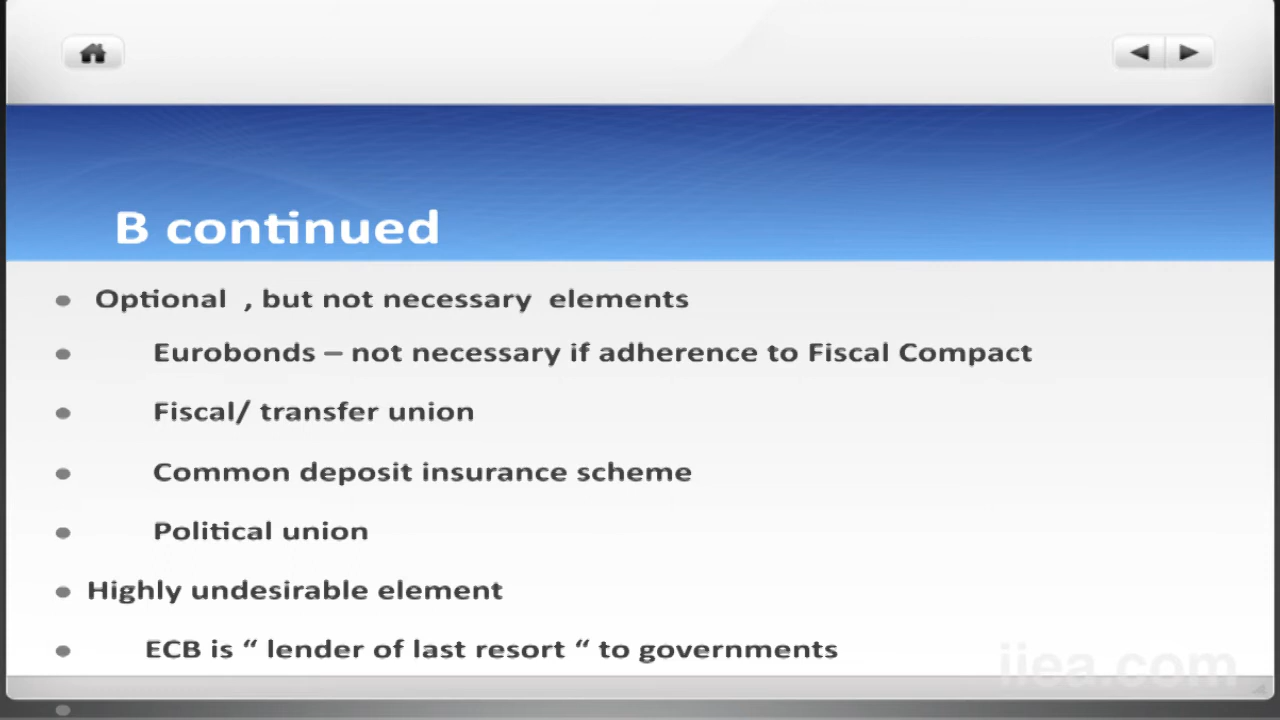 B continued
Optional , but not necessary elements
Eurobonds – not necessary if adherence to Fiscal Compact
Fiscal/ transfer union
Common deposit insurance scheme
Political union
Highly undesirable element
ECB is “ lender of last resort “ to governments
iiea.com